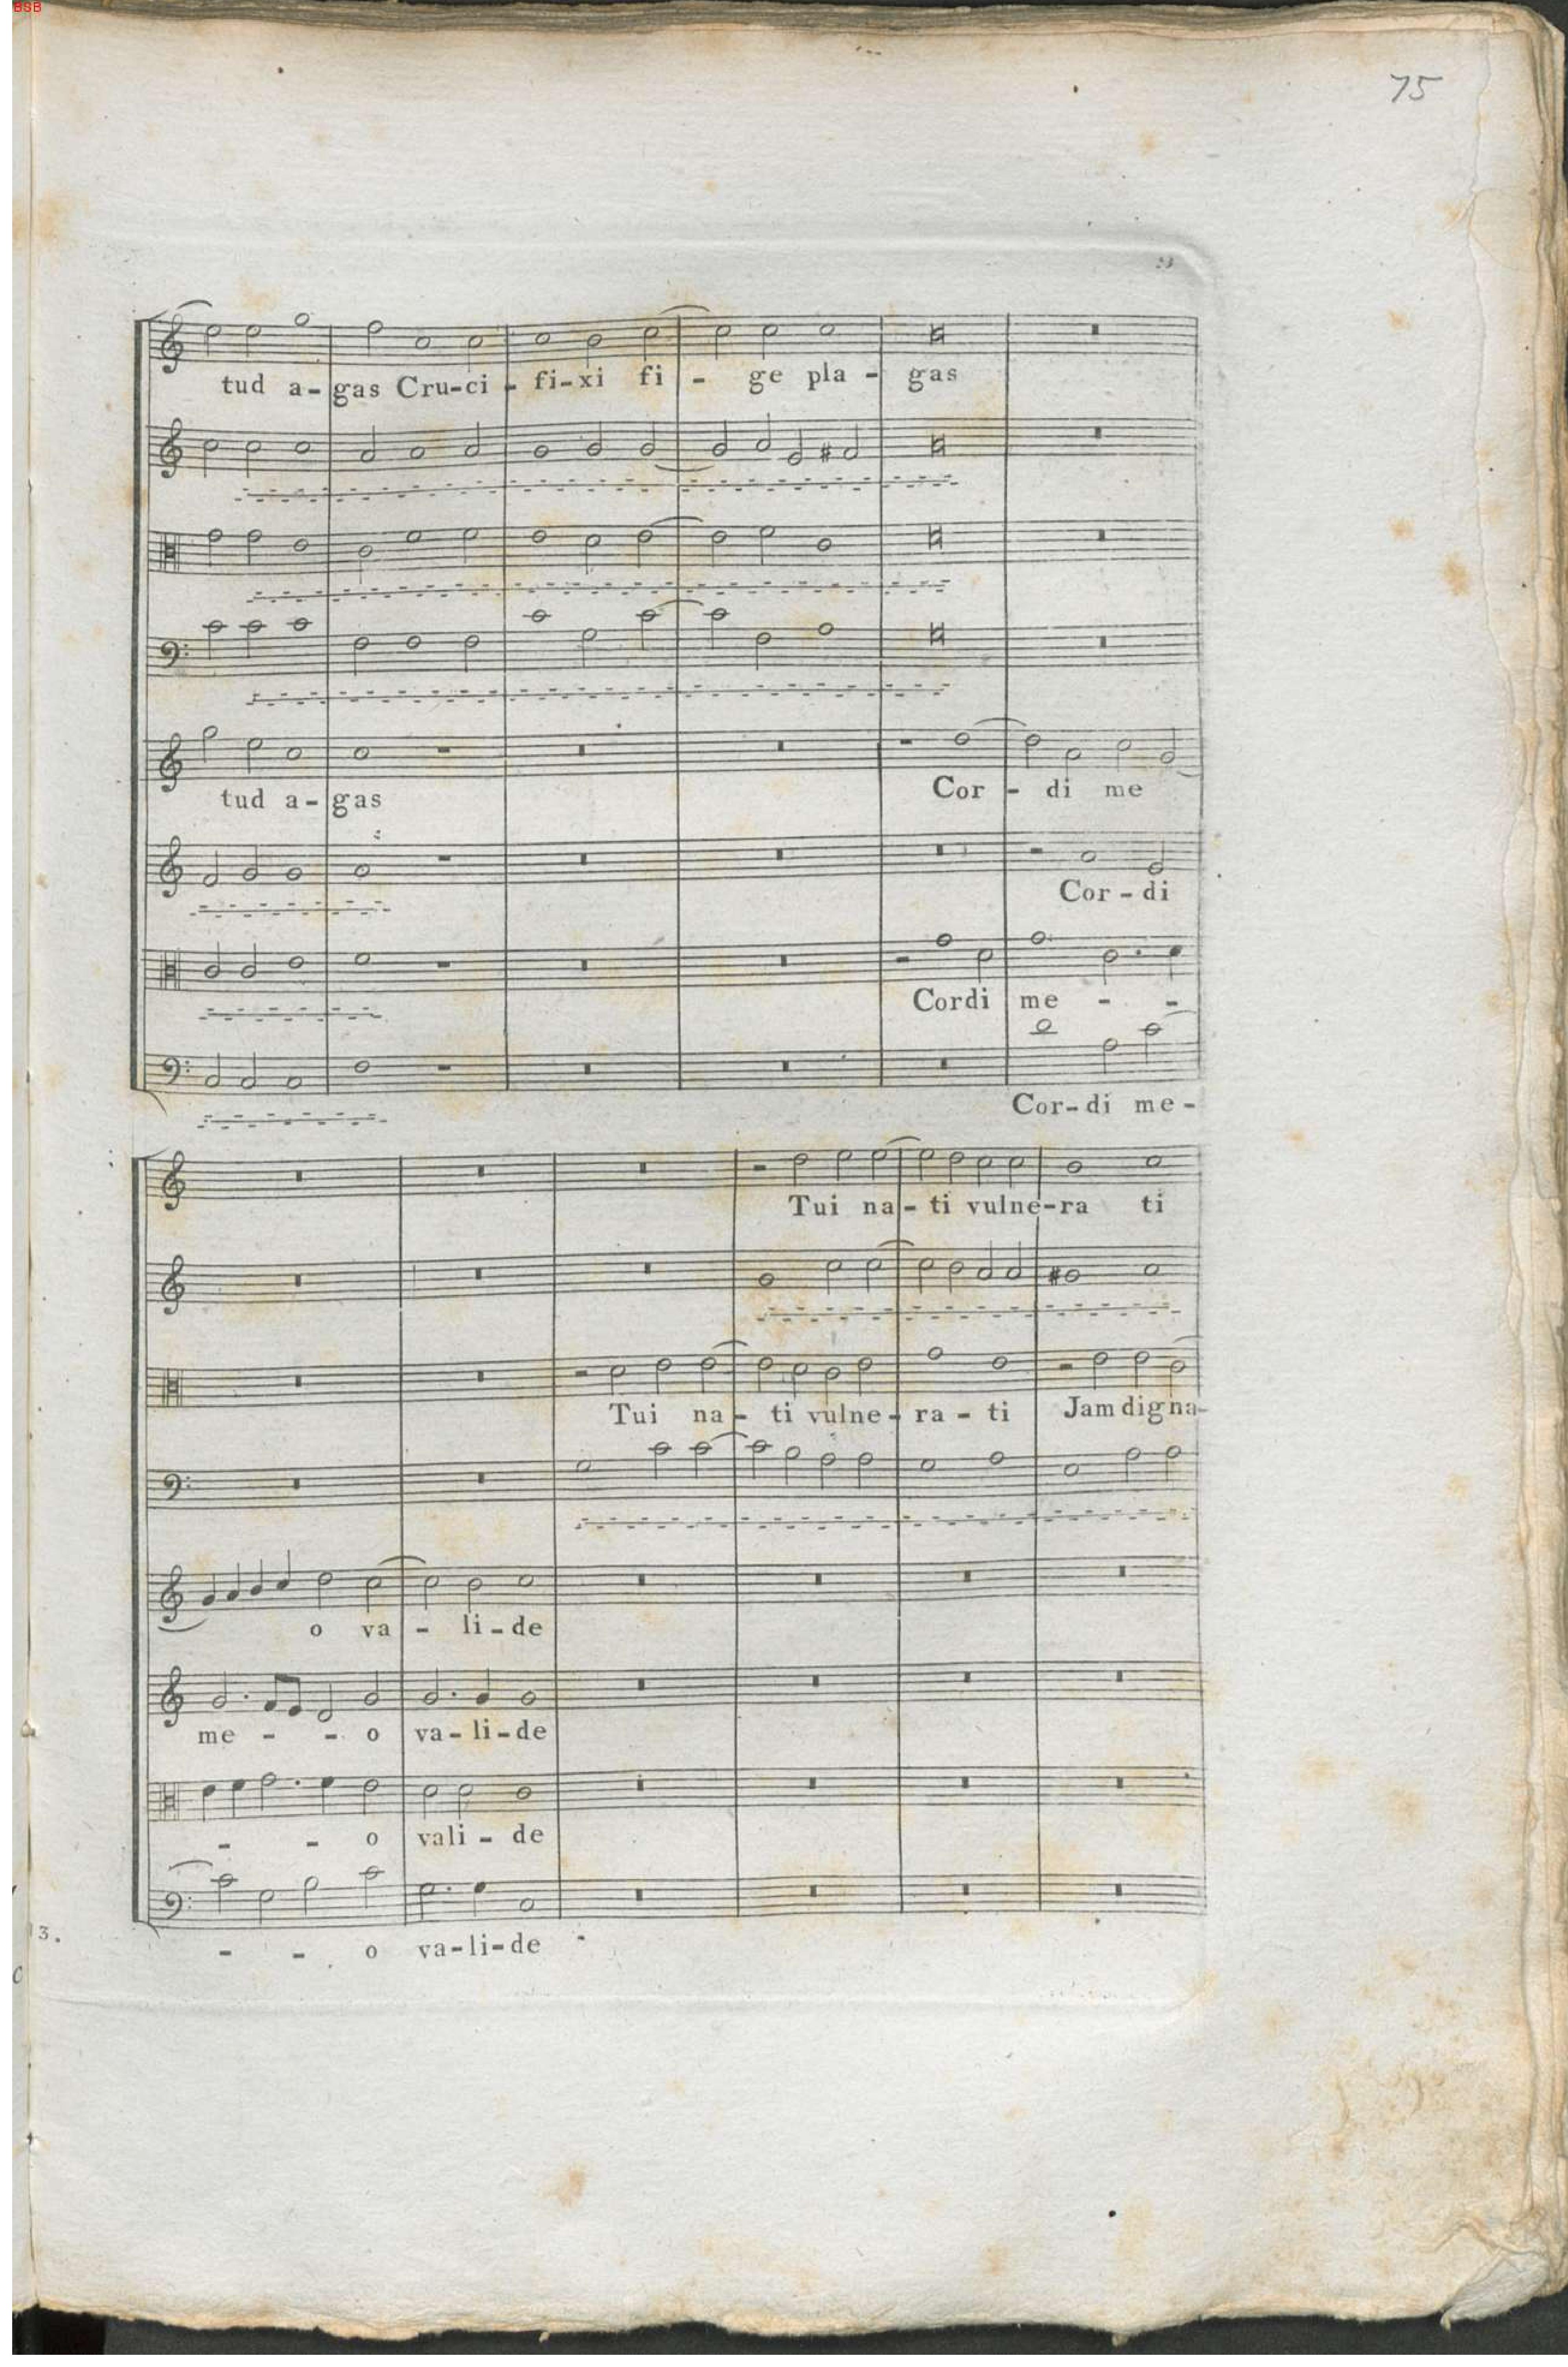 BSB
75
tud a-gas Cru-ci-fi-xi fi - ge pla-gas
tud a-gas Cor - di me
Cor-di
Cordi me - -
Cor-di me-
Tui na-ti vulne-ra ti
Tui na - ti vulne-ra-ti Jam digna-
o va - li-de
me - - o va-li-de
- - o vali-de
- - o va-li-de
3.